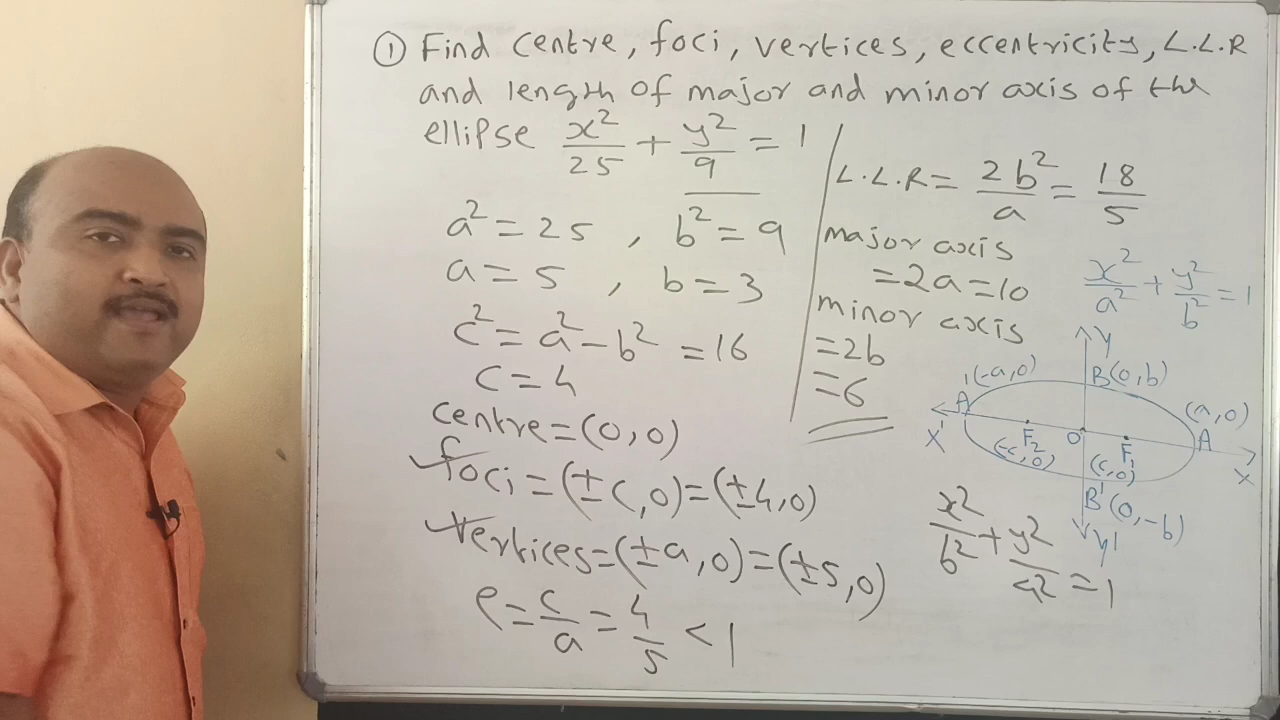 ① Find centre, foci, vertices, eccentricity, L.L.R
and length of major and minor axis of the
ellipse x²/25 + y²/9 = 1
a² = 25 , b² = 9
a = 5 , b = 3
c² = a² - b² = 16
c = 4
centre = (0,0)
foci = (±c,0) = (±4,0)
vertices = (±a,0) = (±5,0)
e = c/a = 4/5 < 1
L.L.R = 2b²/a = 18/5
major axis
= 2a = 10
minor axis
= 2b
= 6
x²/a² + y²/b² = 1
Y
(-a,0)
B(0,b)
A'
(a,0)
A
X'
F₂
O
F₁
(-c,0)
(c,0)
X
B'(0,-b)
Y'
x²/b² + y²/a² = 1